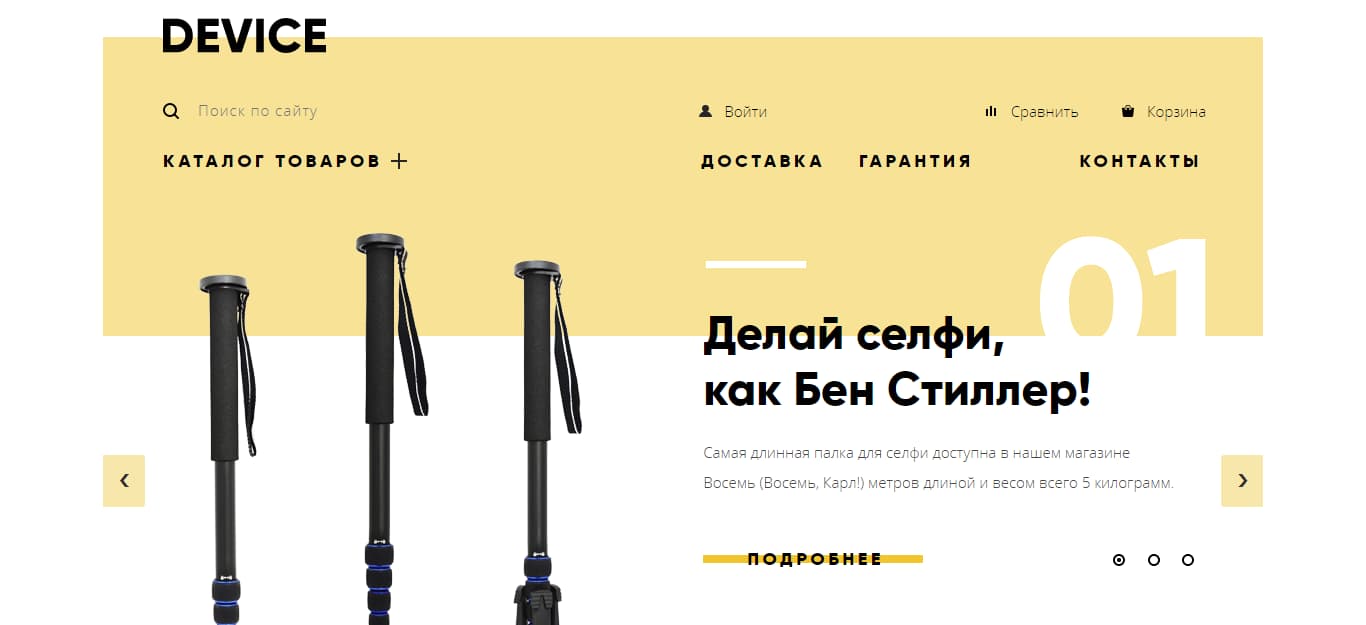 DEVICE
Поиск по сайту
Войти
Сравнить
Корзина
КАТАЛОГ ТОВАРОВ +
ДОСТАВКА
ГАРАНТИЯ
КОНТАКТЫ
01
Делай селфи,
как Бен Стиллер!
Самая длинная палка для селфи доступна в нашем магазине
Восемь (Восемь, Карл!) метров длиной и весом всего 5 килограмм.
ПОДРОБНЕЕ